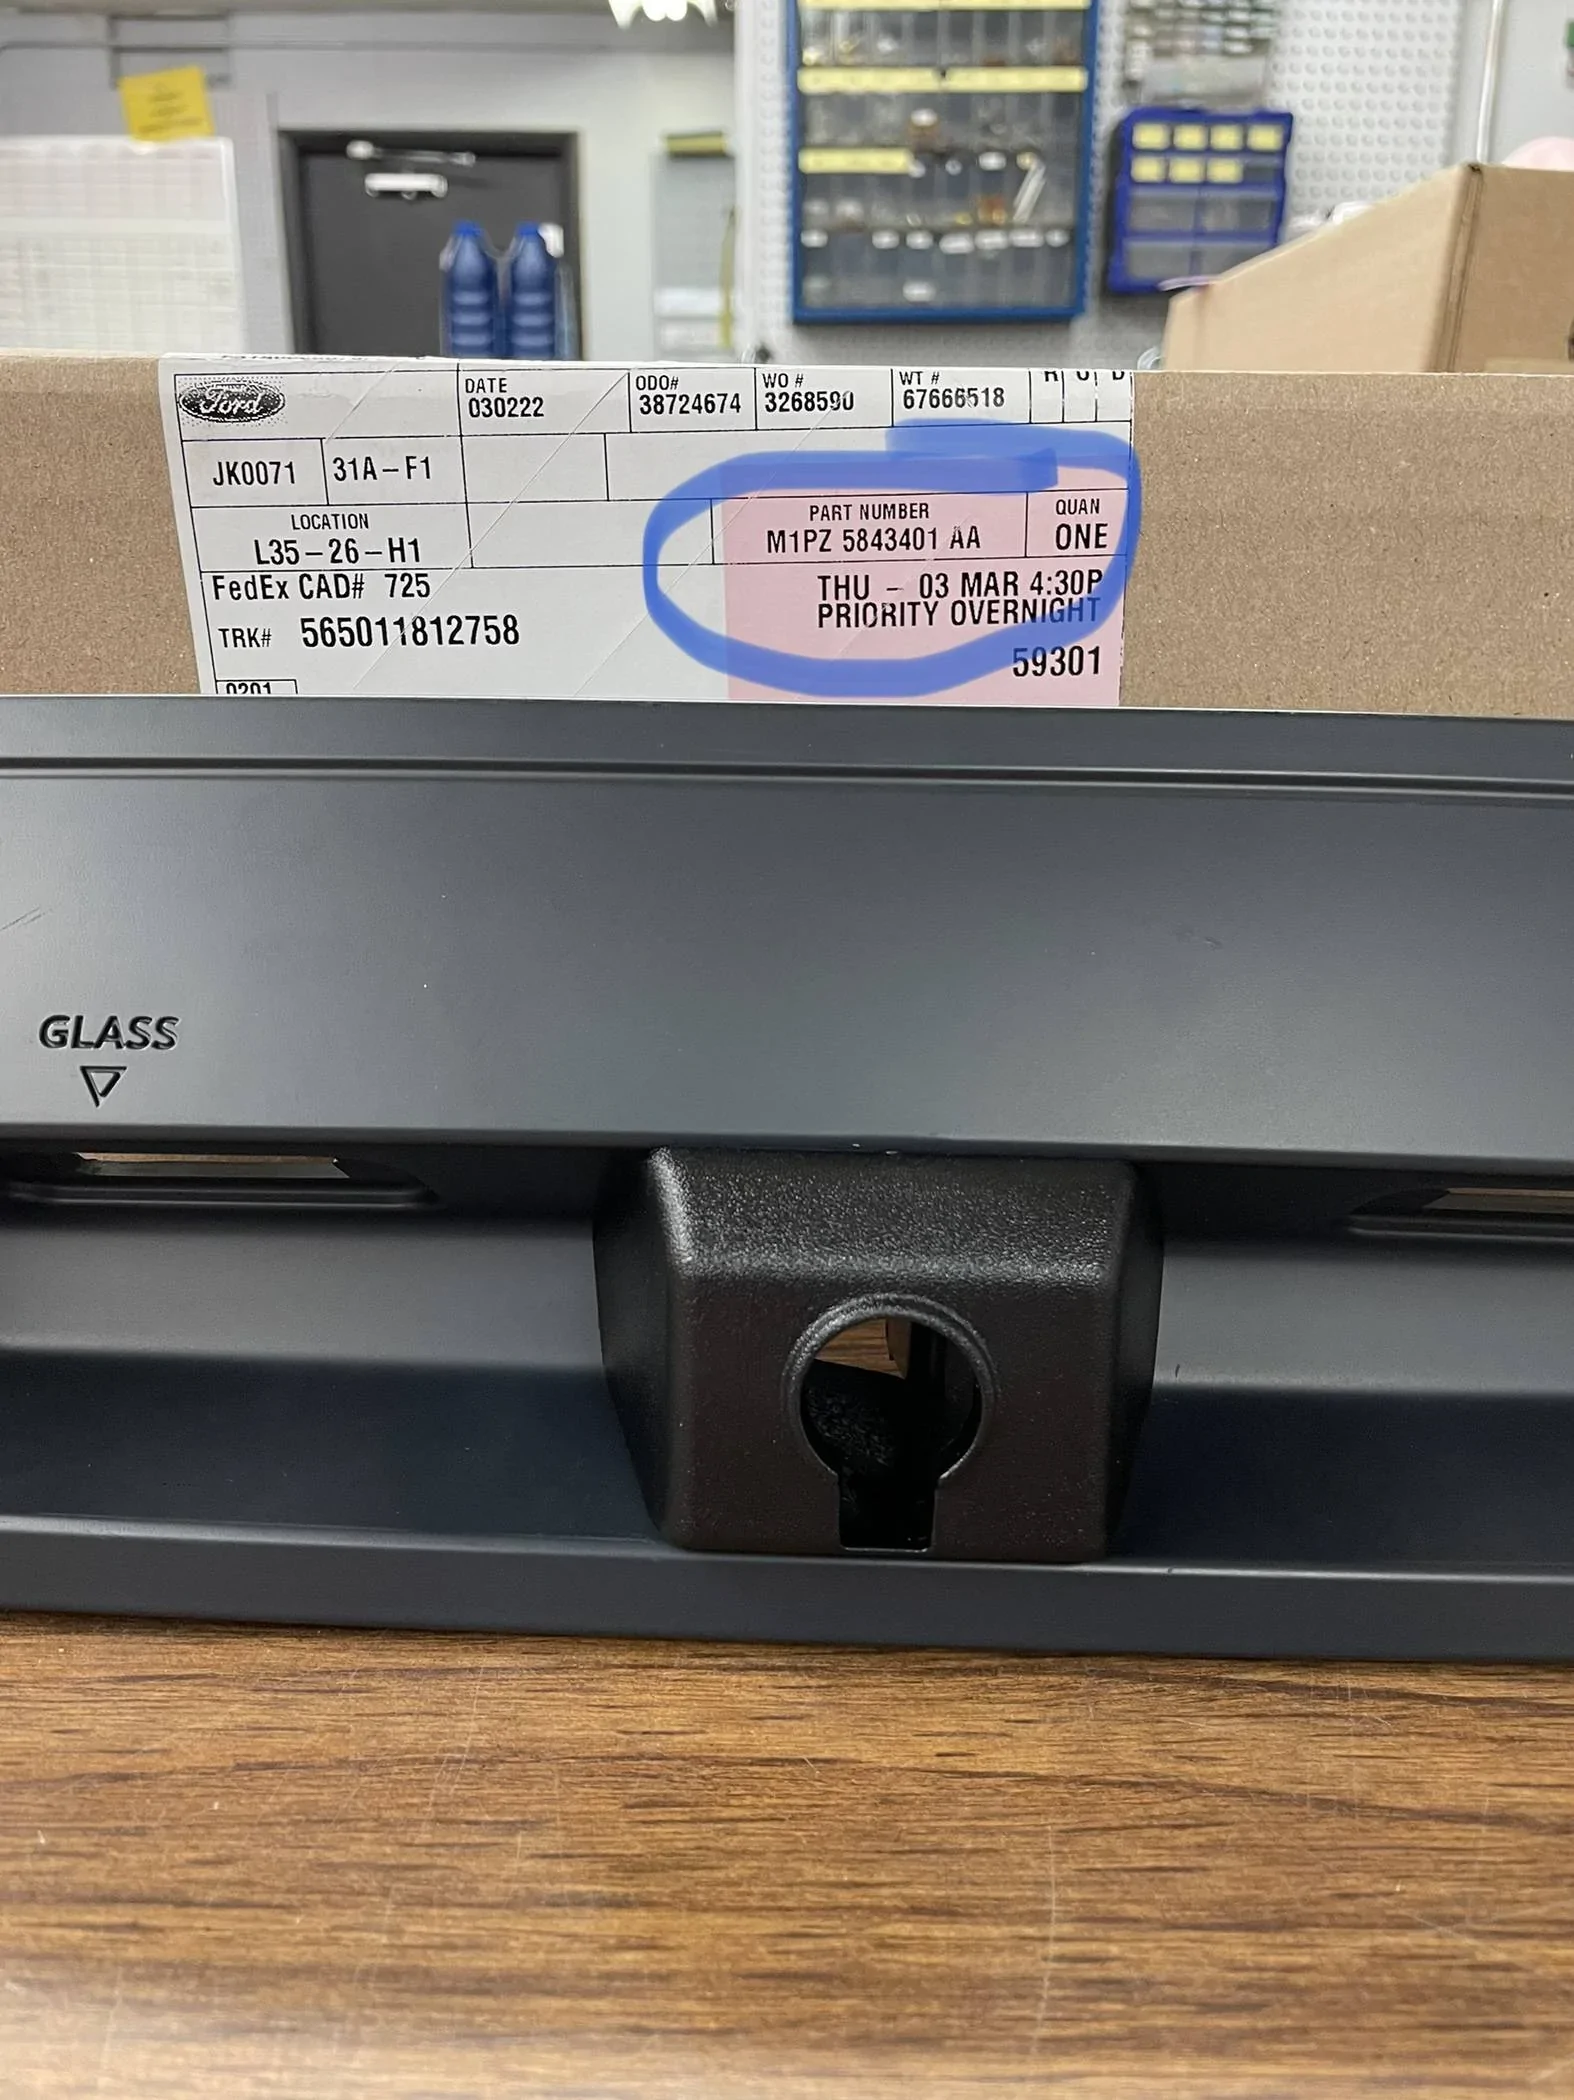 Ford
DATE
030222
ODO#
38724674
WO #
3268590
WT #
67666518
JK0071
31A-F1
LOCATION
L35-26-H1
PART NUMBER
M1PZ 5843401 AA
QUAN
ONE
FedEx CAD# 725
THU - 03 MAR 4:30P
PRIORITY OVERNIGHT
TRK# 565011812758
59301
0201
GLASS